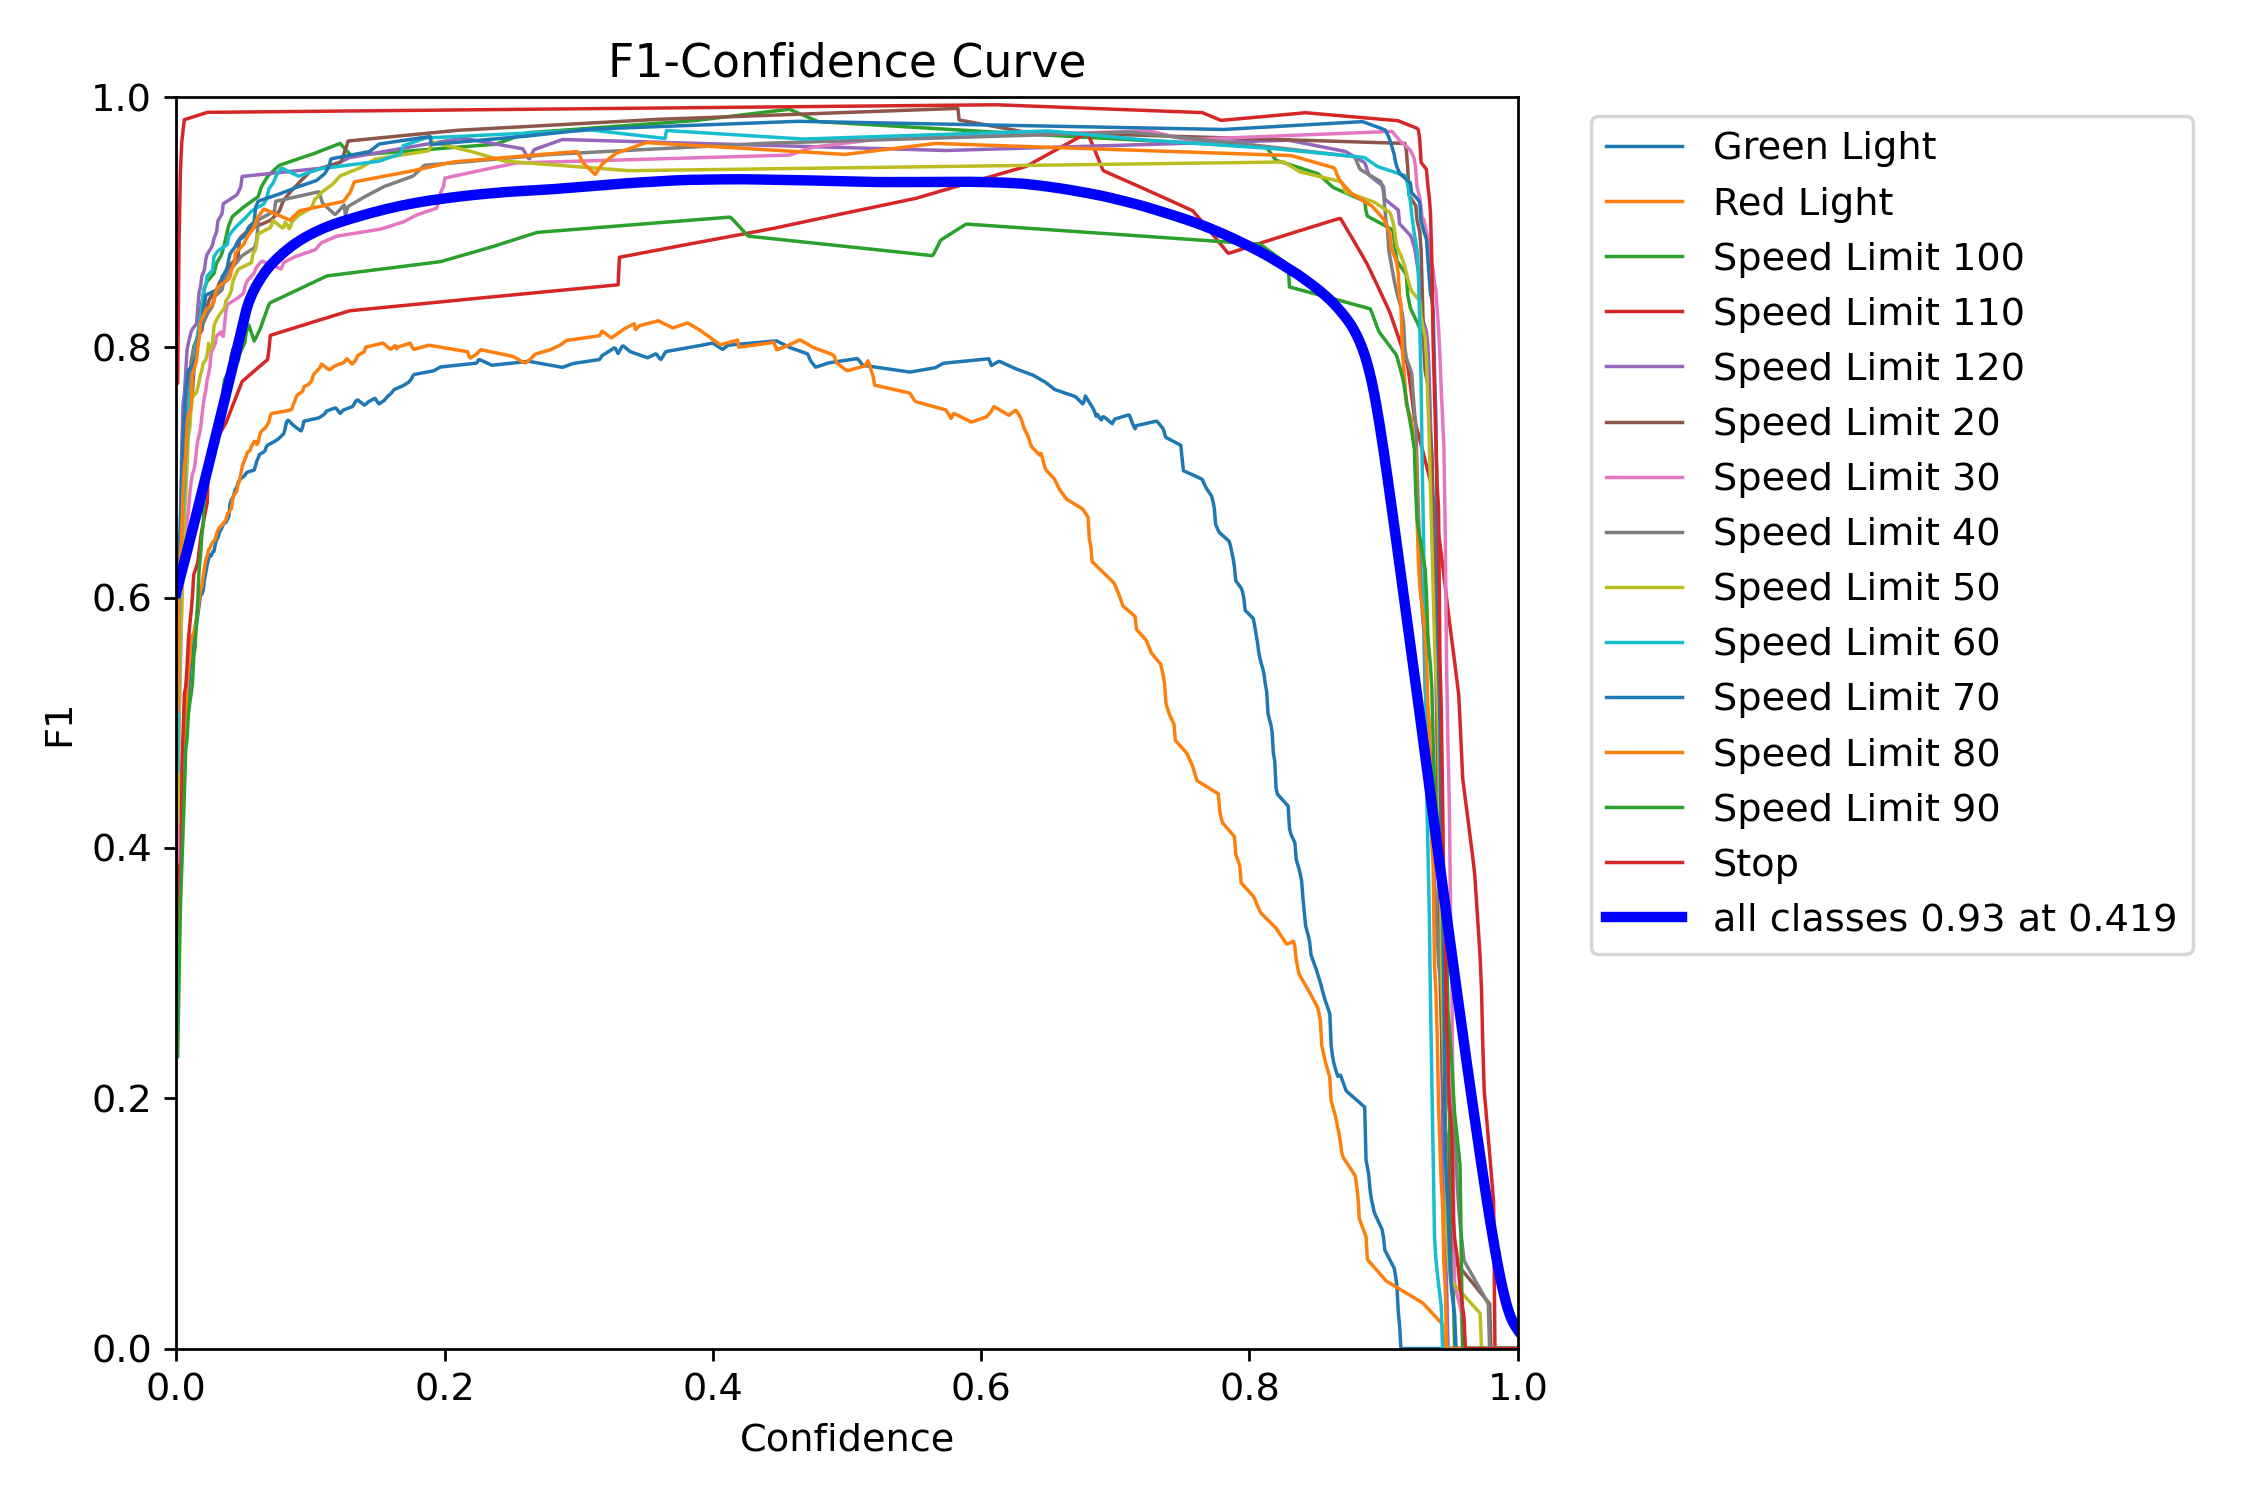 F1-Confidence Curve
1.0
0.8
0.6
0.4
0.2
0.0
F1
0.0 0.2 0.4 0.6 0.8 1.0
Confidence
Green Light
Red Light
Speed Limit 100
Speed Limit 110
Speed Limit 120
Speed Limit 20
Speed Limit 30
Speed Limit 40
Speed Limit 50
Speed Limit 60
Speed Limit 70
Speed Limit 80
Speed Limit 90
Stop
all classes 0.93 at 0.419